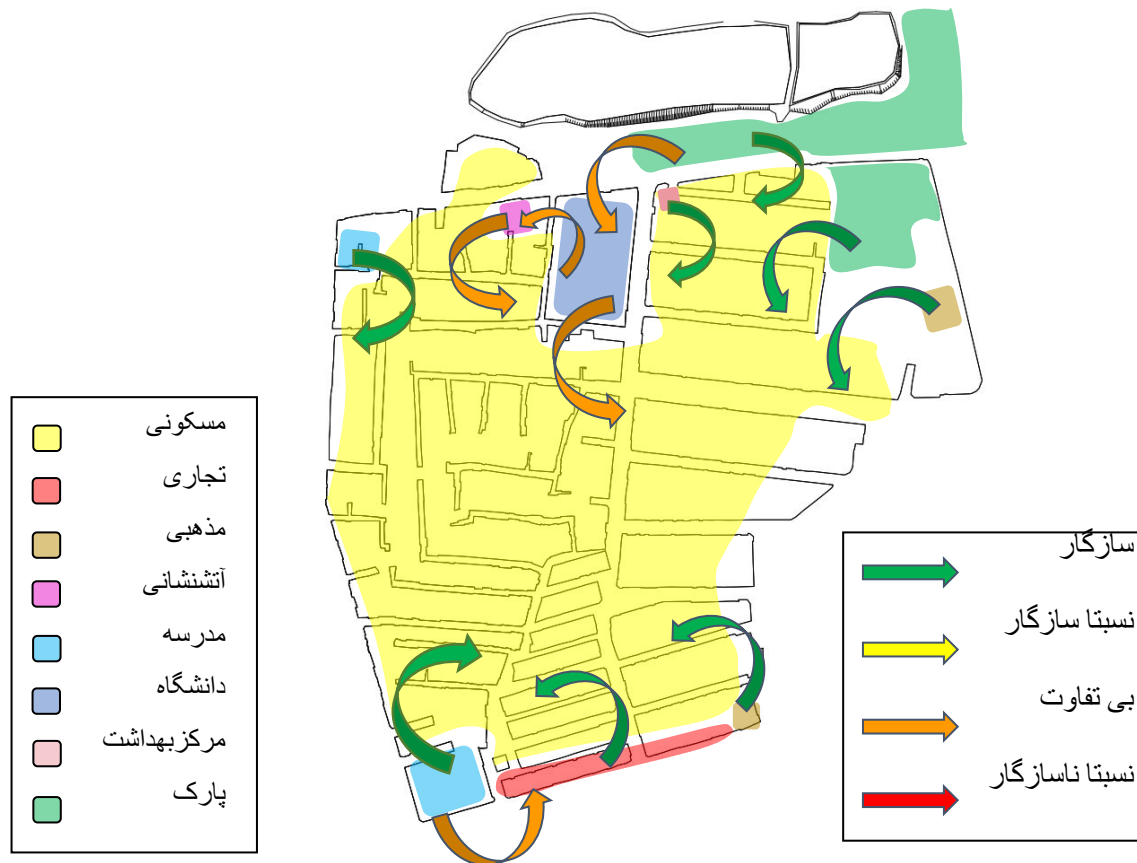 مسکونی
تجاری
مذهبی
آتشنشانی
مدرسه
دانشگاه
مرکزبهداشت
پارک
سازگار
نسبتا سازگار
بی تفاوت
نسبتا ناسازگار